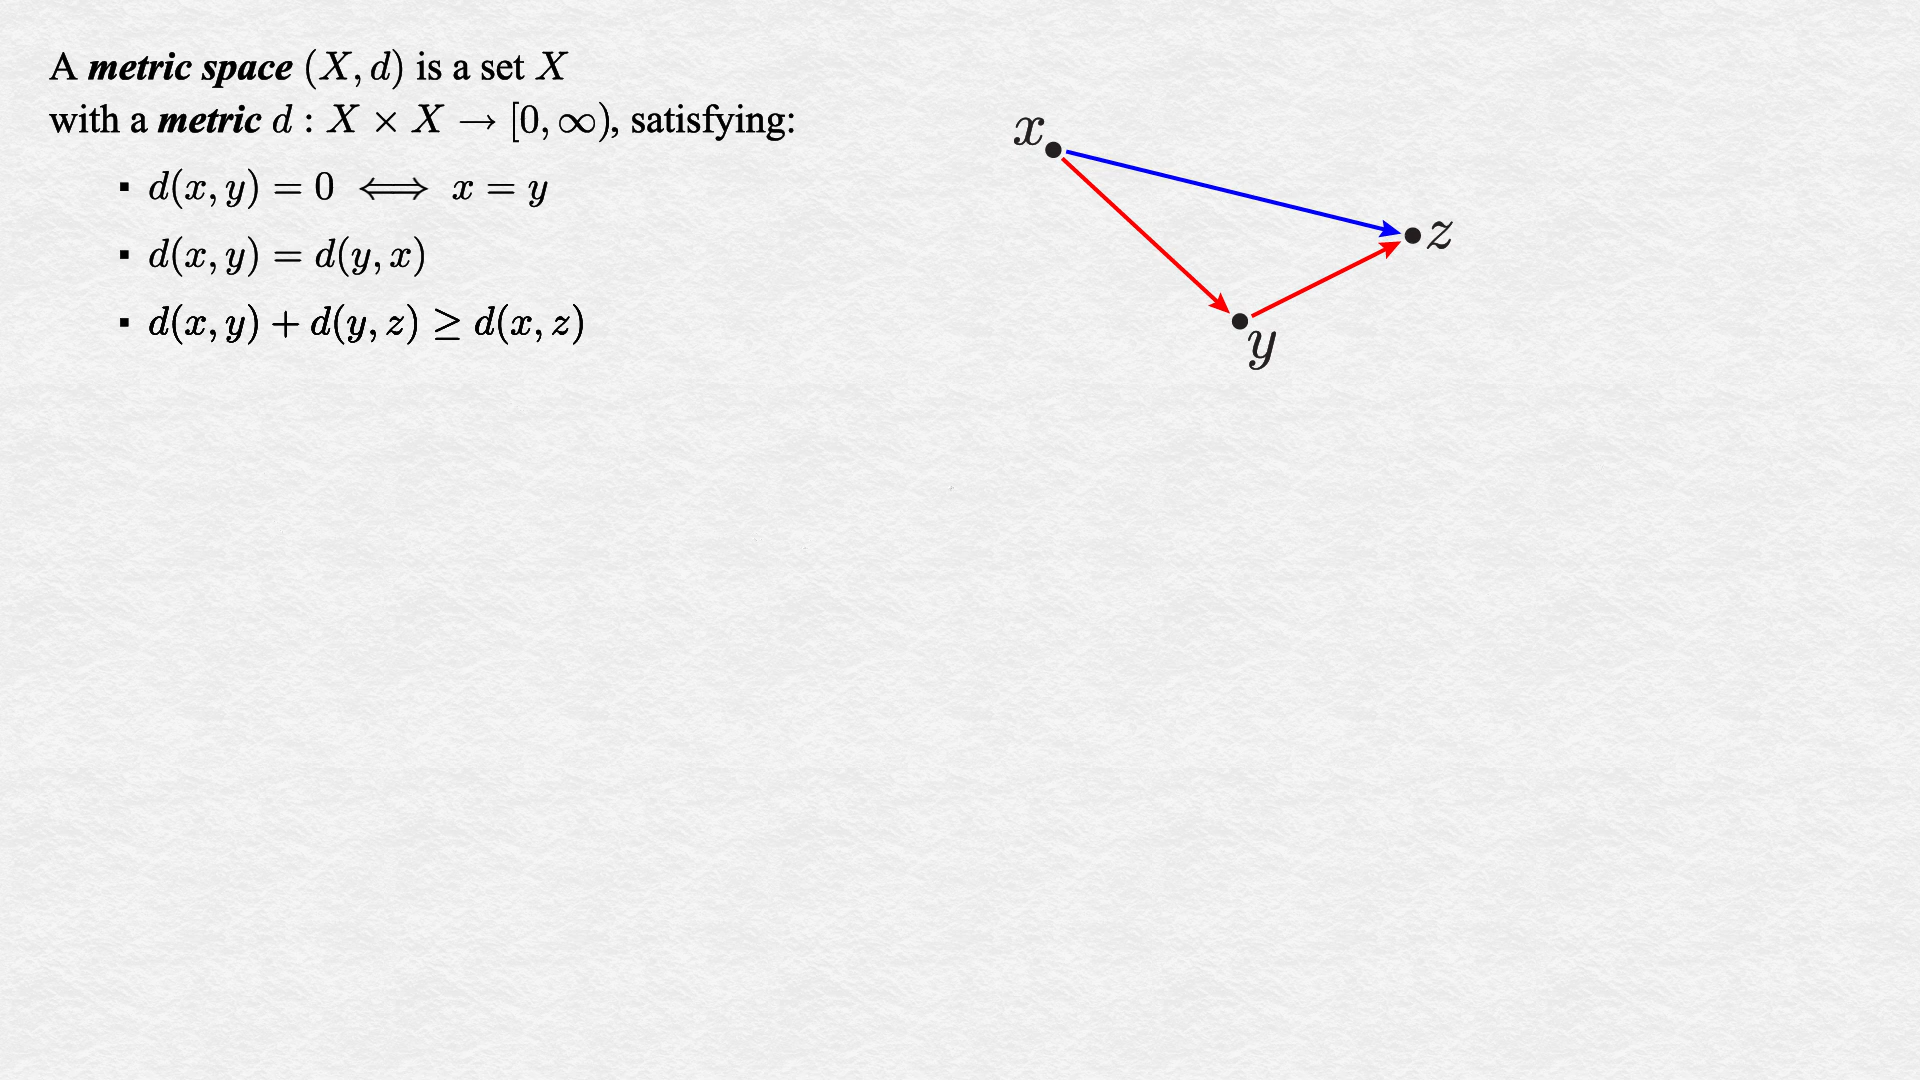 A metric space (X, d) is a set X
with a metric d : X × X → [0, ∞), satisfying:
▪ d(x, y) = 0 ⟺ x = y
▪ d(x, y) = d(y, x)
▪ d(x, y) + d(y, z) ≥ d(x, z)
x
z
y